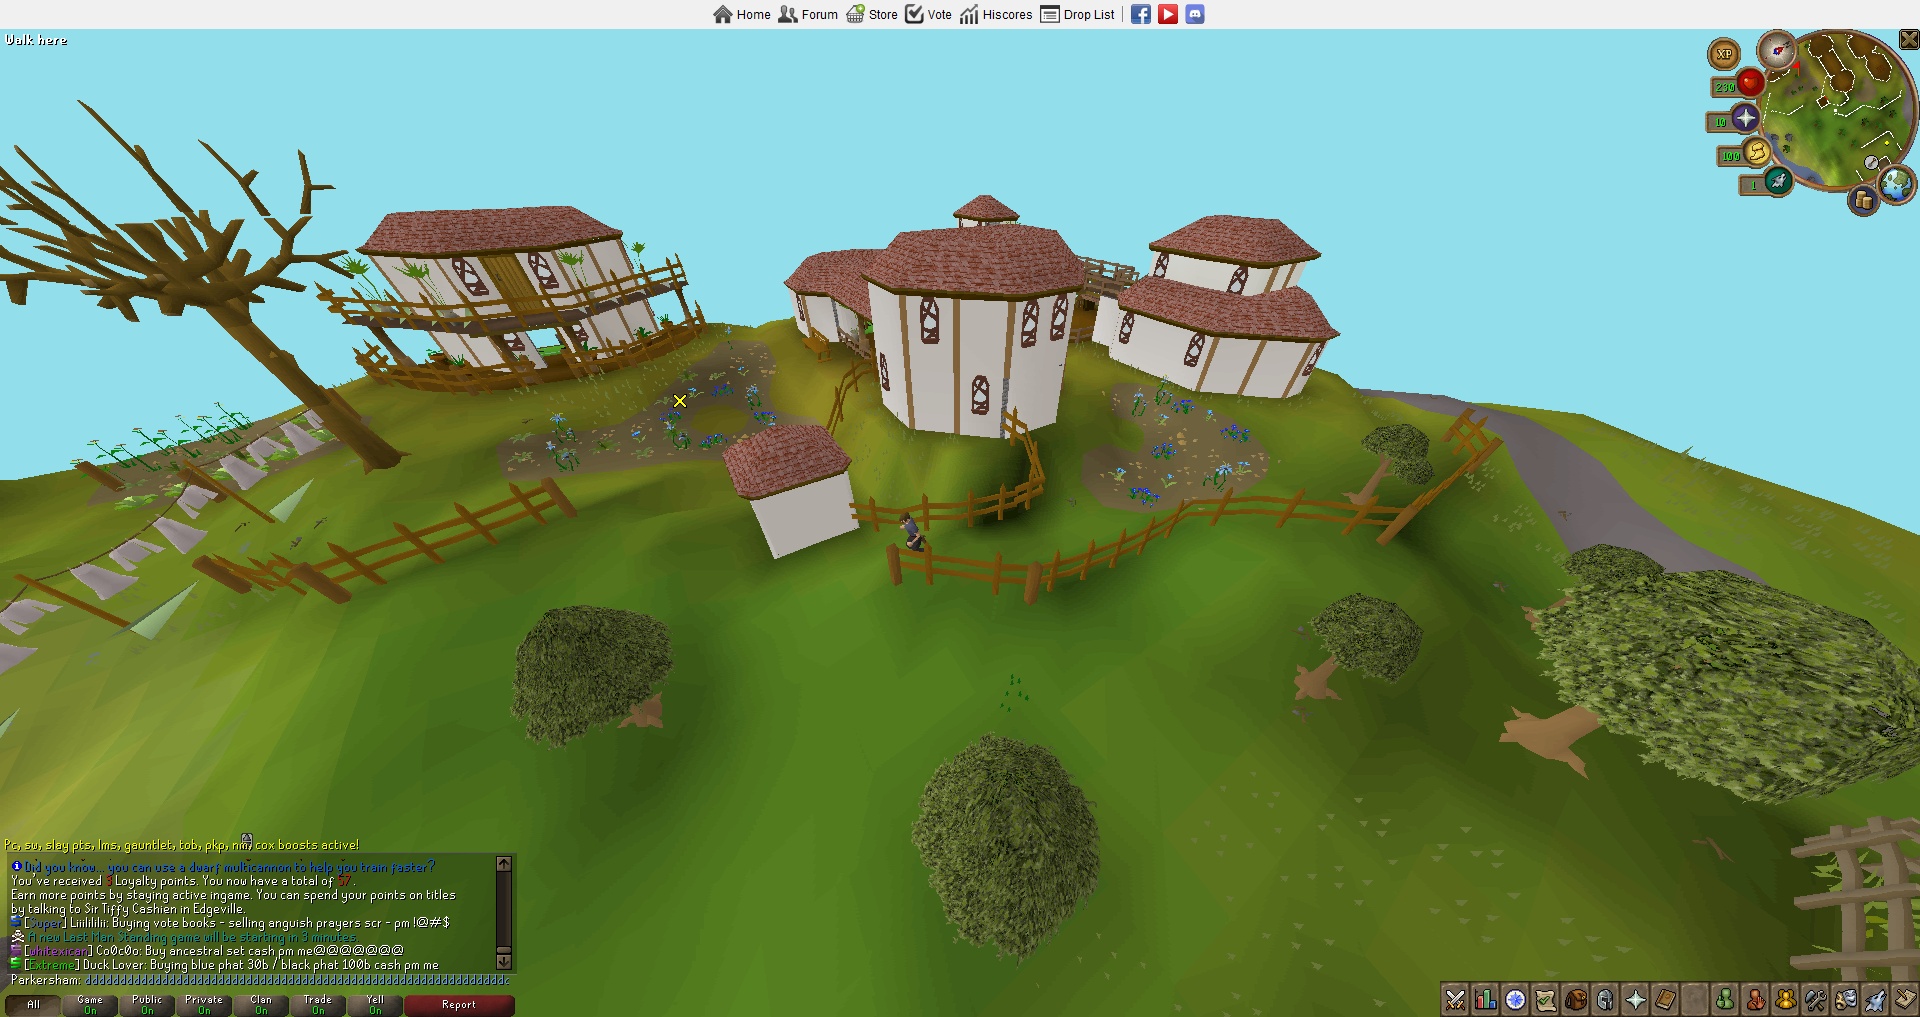 Home Forum Store Vote Hiscores Drop List
Walk here
XP
230
10
100
1
Pc, sw, slay pts, lms, gauntlet, tob, pkp, nm, cox boosts active!
Did you know... you can use a dwarf multicannon to help you train faster?
You've received 3 Loyalty points. You now have a total of 57.
Earn more points by staying active ingame. You can spend your points on titles
by talking to Sir Tiffy Cashien in Edgeville.
[Super] Liiilililii: Buying vote books - selling anguish prayers scr - pm !@#$
A new Last Man Standing game will be starting in 3 minutes.
[whitexican] Co0c0o: Buy ancestral set cash pm me@@@@@@@
[Extreme] Duck Lover: Buying blue phat 30b / black phat 100b cash pm me
Parkersham:
All Game On Public On Private On Clan On Trade On Yell On Report